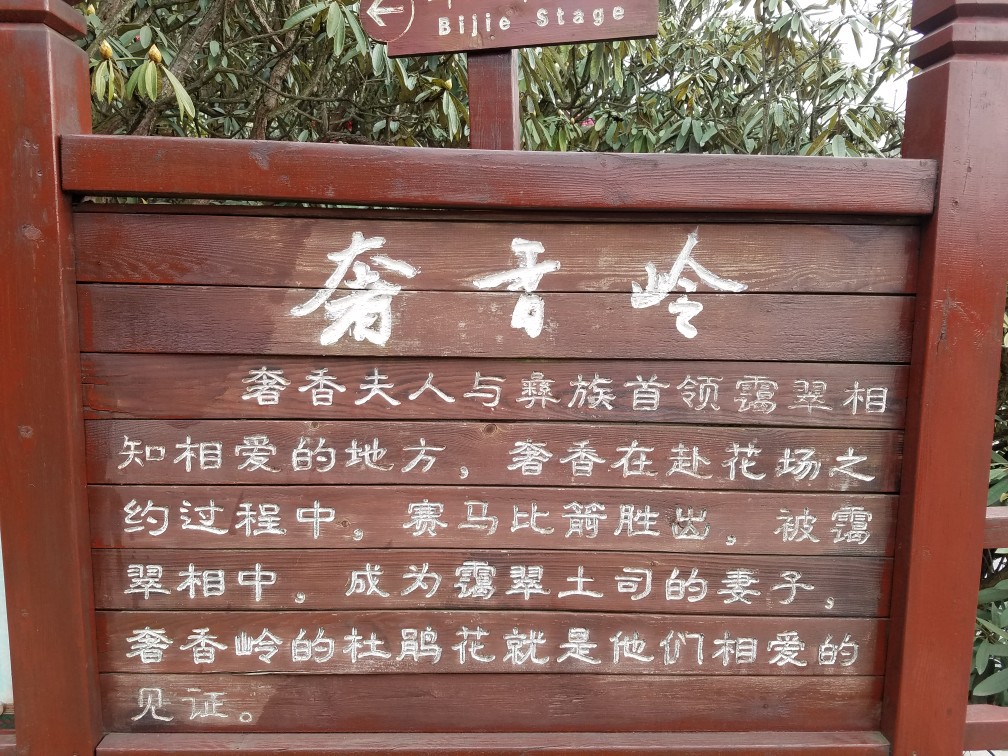 Bijie Stage
奢香岭
奢香夫人与彝族首领霭翠相
知相爱的地方，奢香在赴花场之
约过程中，赛马比箭胜出，被霭
翠相中，成为霭翠土司的妻子，
奢香岭的杜鹃花就是他们相爱的
见证。